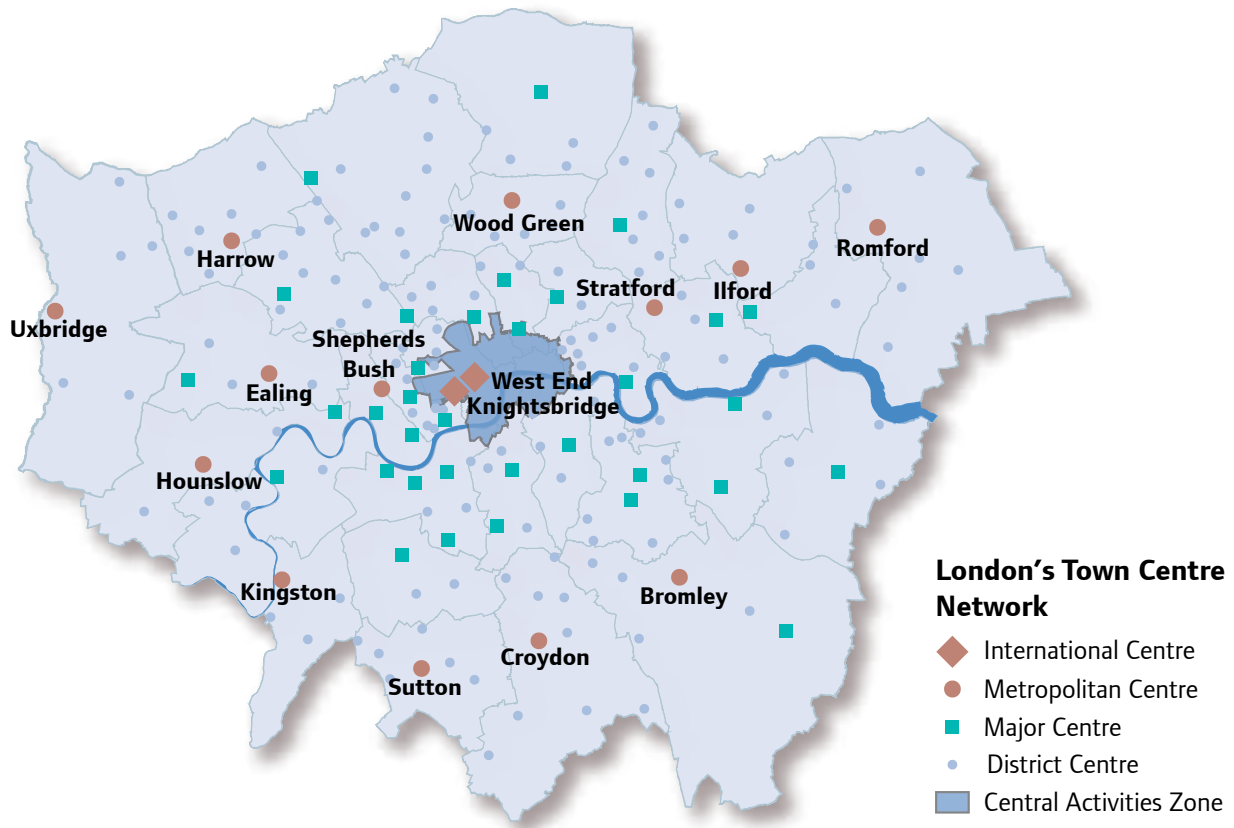 Wood Green
Harrow
Romford
Stratford
Ilford
Uxbridge
Shepherds
Bush
Ealing
West End
Knightsbridge
Hounslow
Kingston
Bromley
Croydon
Sutton
London's Town Centre
Network
International Centre
Metropolitan Centre
Major Centre
District Centre
Central Activities Zone